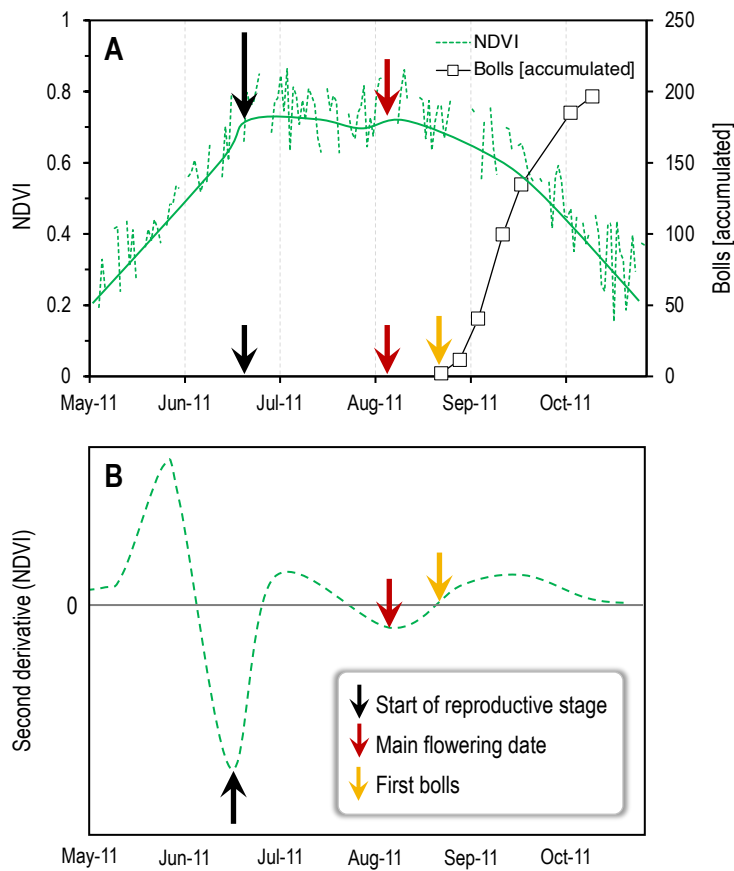 A
NDVI
Bolls [accumulated]
1
0.8
0.6
0.4
0.2
0
NDVI
250
200
150
100
50
0
Bolls [accumulated]
May-11 Jun-11 Jul-11 Aug-11 Sep-11 Oct-11
B
Second derivative (NDVI)
0
Start of reproductive stage
Main flowering date
First bolls
May-11 Jun-11 Jul-11 Aug-11 Sep-11 Oct-11